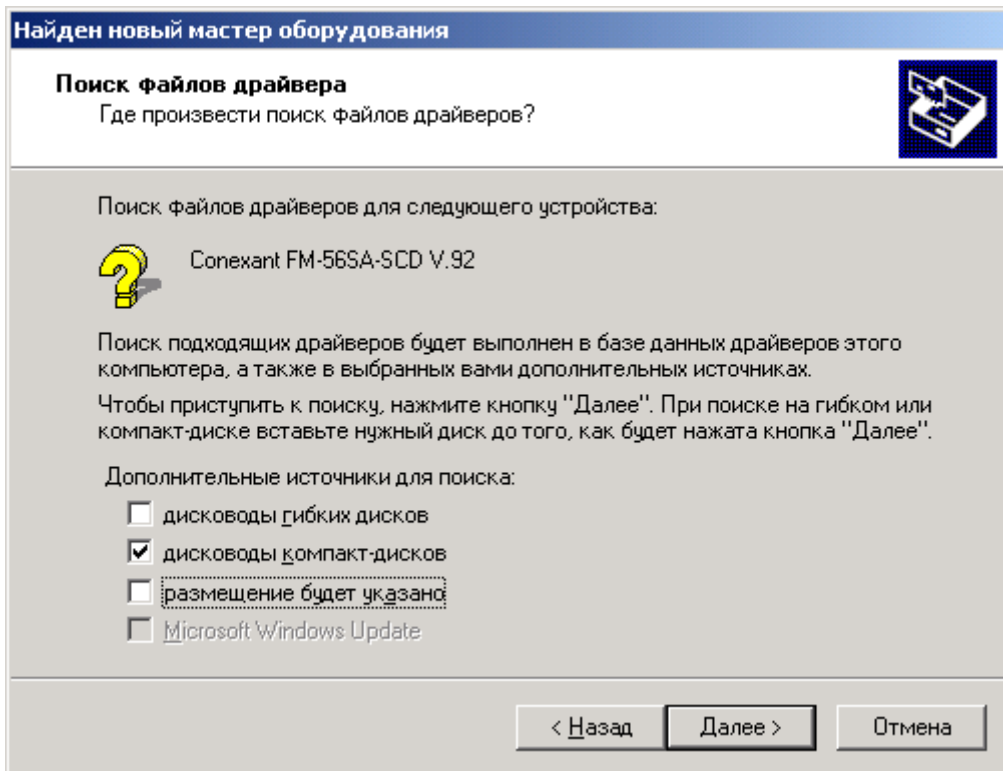 Найден новый мастер оборудования
Поиск файлов драйвера
Где произвести поиск файлов драйверов?
Поиск файлов драйверов для следующего устройства:
Conexant FM-56SA-SCD V.92
Поиск подходящих драйверов будет выполнен в базе данных драйверов этого
компьютера, а также в выбранных вами дополнительных источниках.
Чтобы приступить к поиску, нажмите кнопку "Далее". При поиске на гибком или
компакт-диске вставьте нужный диск до того, как будет нажата кнопка "Далее".
Дополнительные источники для поиска:
дисководы гибких дисков
дисководы компакт-дисков
размещение будет указано
Microsoft Windows Update
< Назад Далее > Отмена